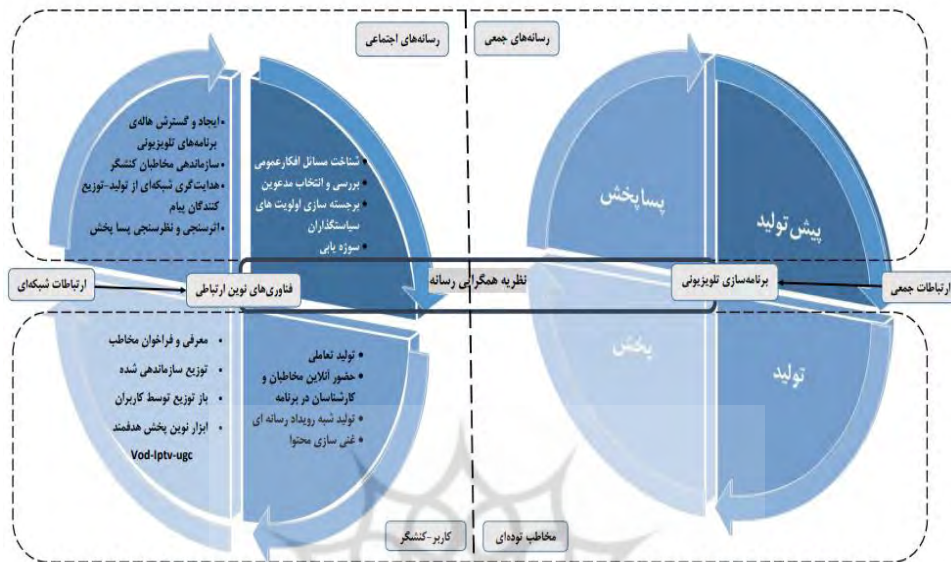 رسانه‌های جمعی
رسانه‌های اجتماعی
پیش تولید
پساپخش
شناخت مسائل افکارعمومی
بررسی و انتخاب مدعوین
برجسته سازی اولویت های
سیاستگذاران
سوژه یابی
ایجاد و گسترش هاله‌ی
برنامه‌های تلویزیونی
سازماندهی مخاطبان کنشگر
هدایت‌گری شبکه‌ای از تولید-توزیع
کنندگان پیام
اثرسنجی و نظرسنجی پسا پخش
ارتباطات جمعی
برنامه‌سازی تلویزیونی
نظریه همگرایی رسانه
فناوری‌های نوین ارتباطی
ارتباطات شبکه‌ای
تولید
پخش
تولید تعاملی
حضور آنلاین مخاطبان و
کارشناسان در برنامه
تولید شبه رویداد رسانه ای
غنی سازی محتوا
معرفی و فراخوان مخاطب
توزیع سازماندهی شده
باز توزیع توسط کاربران
ابزار نوین پخش هدفمند
Vod-Iptv-ugc
مخاطب توده‌ای
کاربر-کنشگر